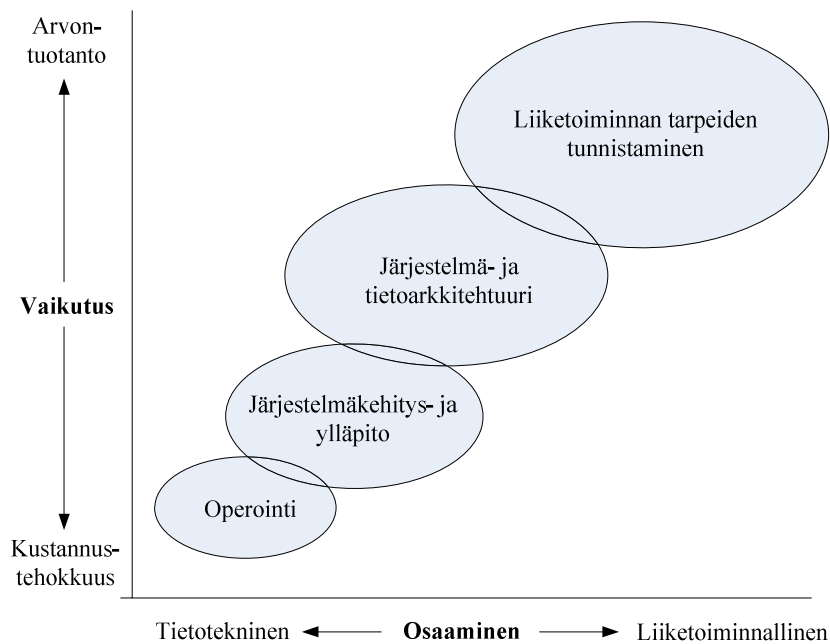 Arvon-
tuotanto
Liiketoiminnan tarpeiden
tunnistaminen
Järjestelmä- ja
tietoarkkitehtuuri
Vaikutus
Järjestelmäkehitys- ja
ylläpito
Operointi
Kustannus-
tehokkuus
Tietotekninen Osaaminen Liiketoiminnallinen